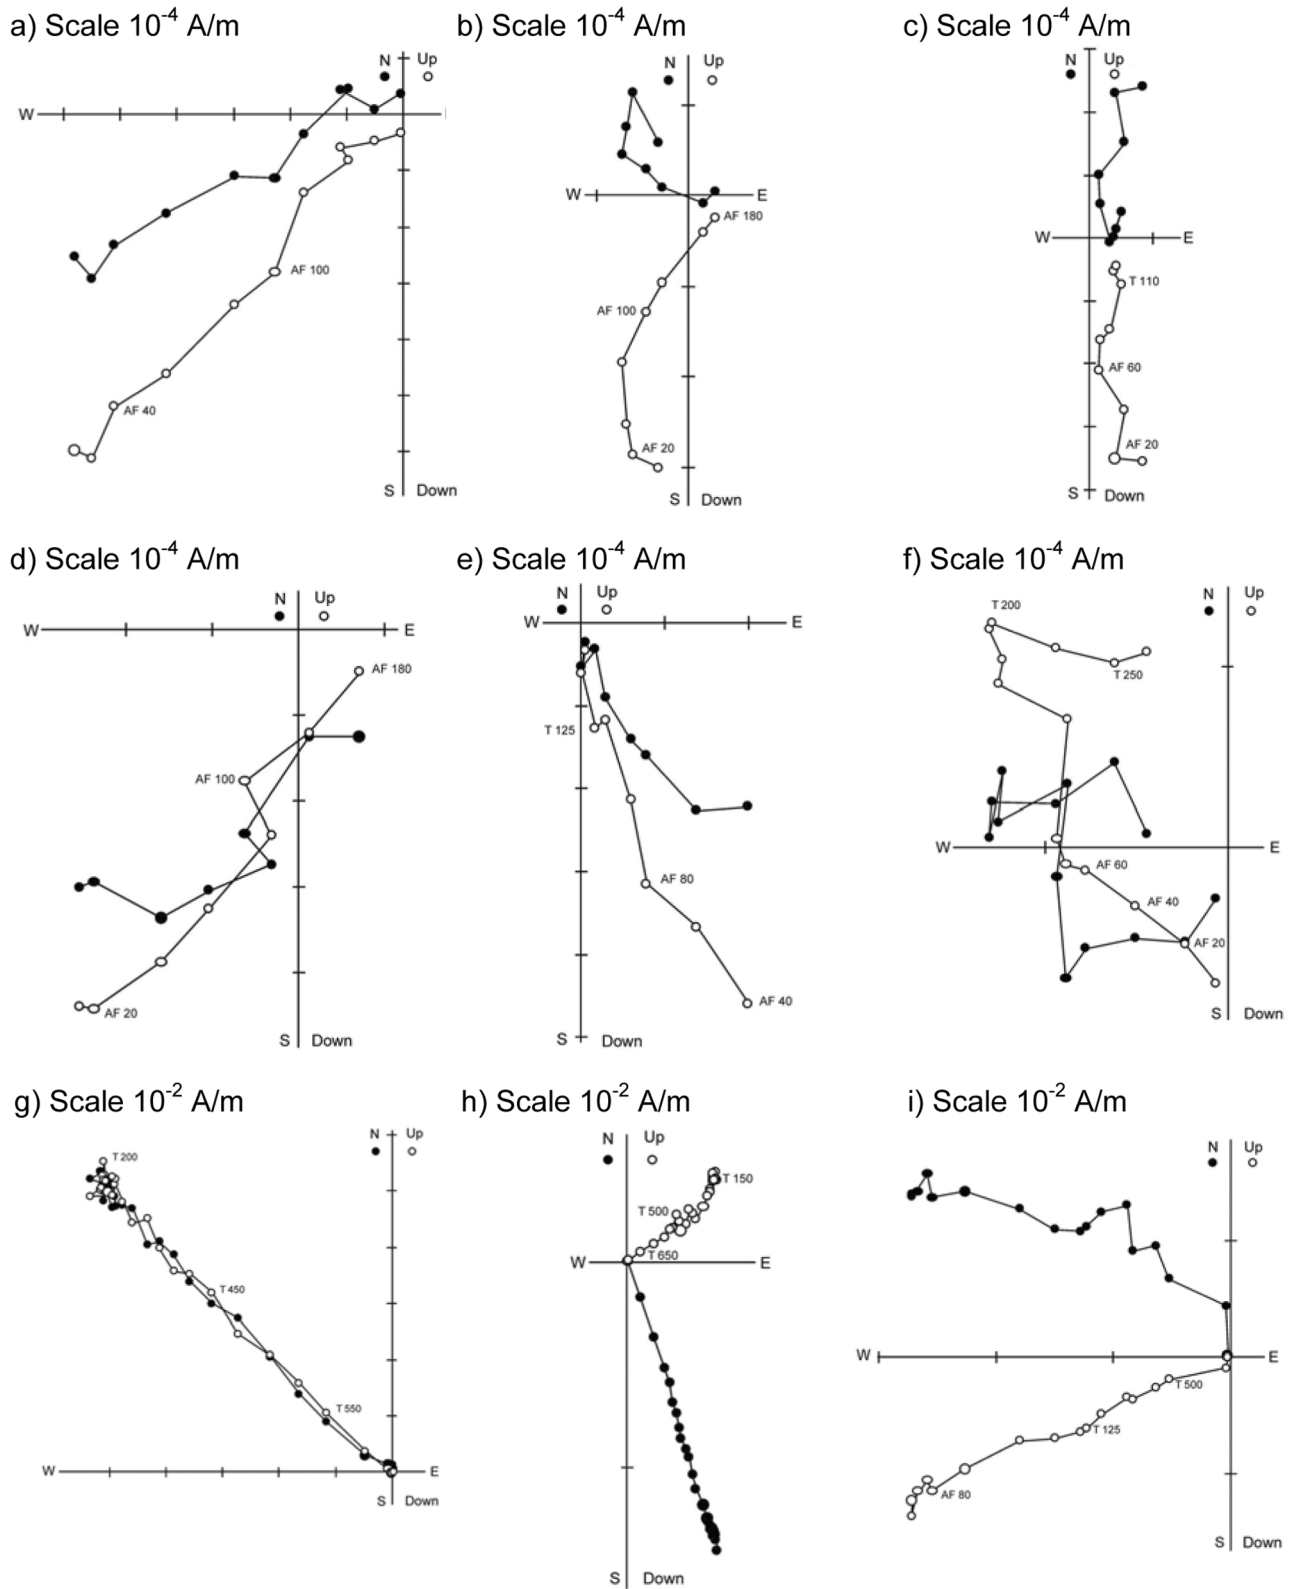 a) Scale 10-4 A/m
N Up
W
AF 100
AF 40
S Down
b) Scale 10-4 A/m
N Up
W E
AF 180
AF 100
AF 20
S Down
c) Scale 10-4 A/m
N Up
W E
T 110
AF 60
AF 20
S Down
d) Scale 10-4 A/m
N Up
W E
AF 180
AF 100
AF 20
S Down
e) Scale 10-4 A/m
N Up
W E
T 125
AF 80
AF 40
S Down
f) Scale 10-4 A/m
T 200
N Up
T 250
W E
AF 60
AF 40
AF 20
S Down
g) Scale 10-2 A/m
N Up
T 200
T 450
T 550
W E
S Down
h) Scale 10-2 A/m
N Up
T 150
T 500
T 650
W E
S Down
i) Scale 10-2 A/m
N Up
W E
T 500
T 125
AF 80
S Down